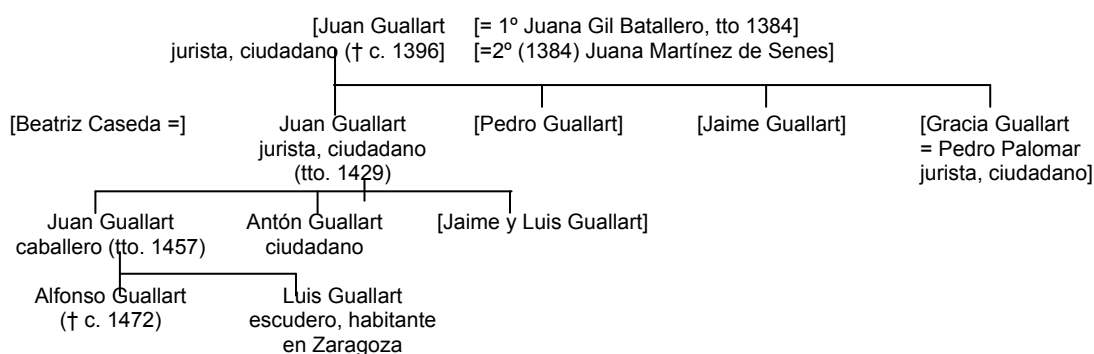 [Juan Guallart [= 1º Juana Gil Batallero, tto 1384]
jurista, ciudadano († c. 1396] [=2º (1384) Juana Martínez de Senes]
[Beatriz Caseda =] Juan Guallart [Pedro Guallart] [Jaime Guallart] [Gracia Guallart
jurista, ciudadano = Pedro Palomar
(tto. 1429) jurista, ciudadano]
Juan Guallart Antón Guallart [Jaime y Luis Guallart]
caballero (tto. 1457) ciudadano
Alfonso Guallart Luis Guallart
(† c. 1472) escudero, habitante
en Zaragoza